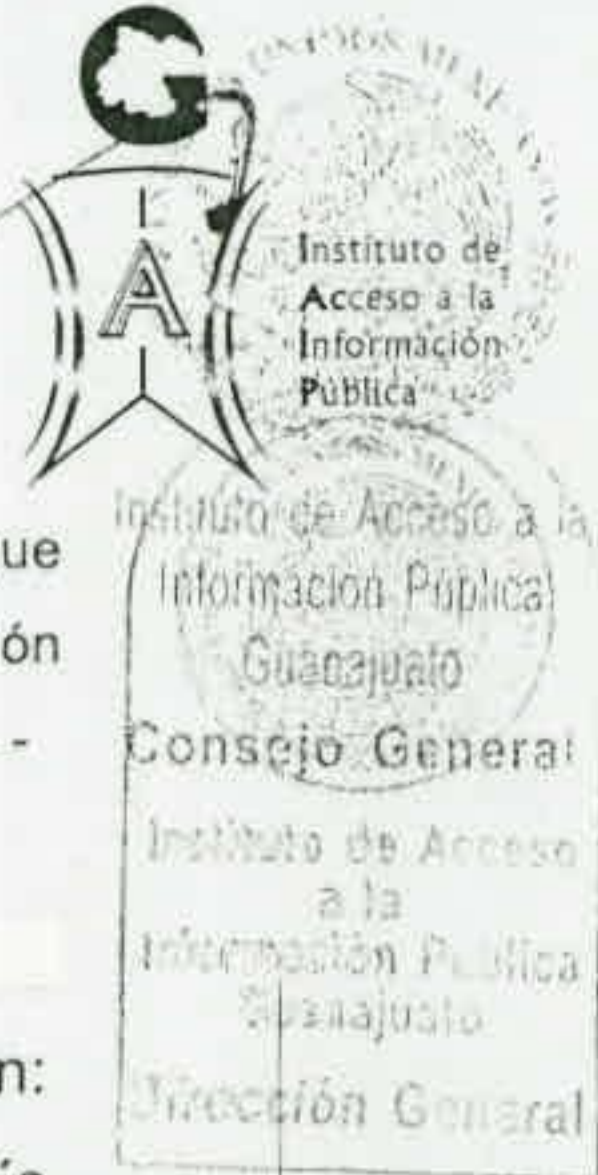 A
Instituto de
Acceso a la
Información
Pública
Instituto de Acceso a la
Información Pública
Guanajuato
ue
ón
-
Consejo General
Instituto de Acceso
a la
Información Pública
Guanajuato
n:
Dirección General